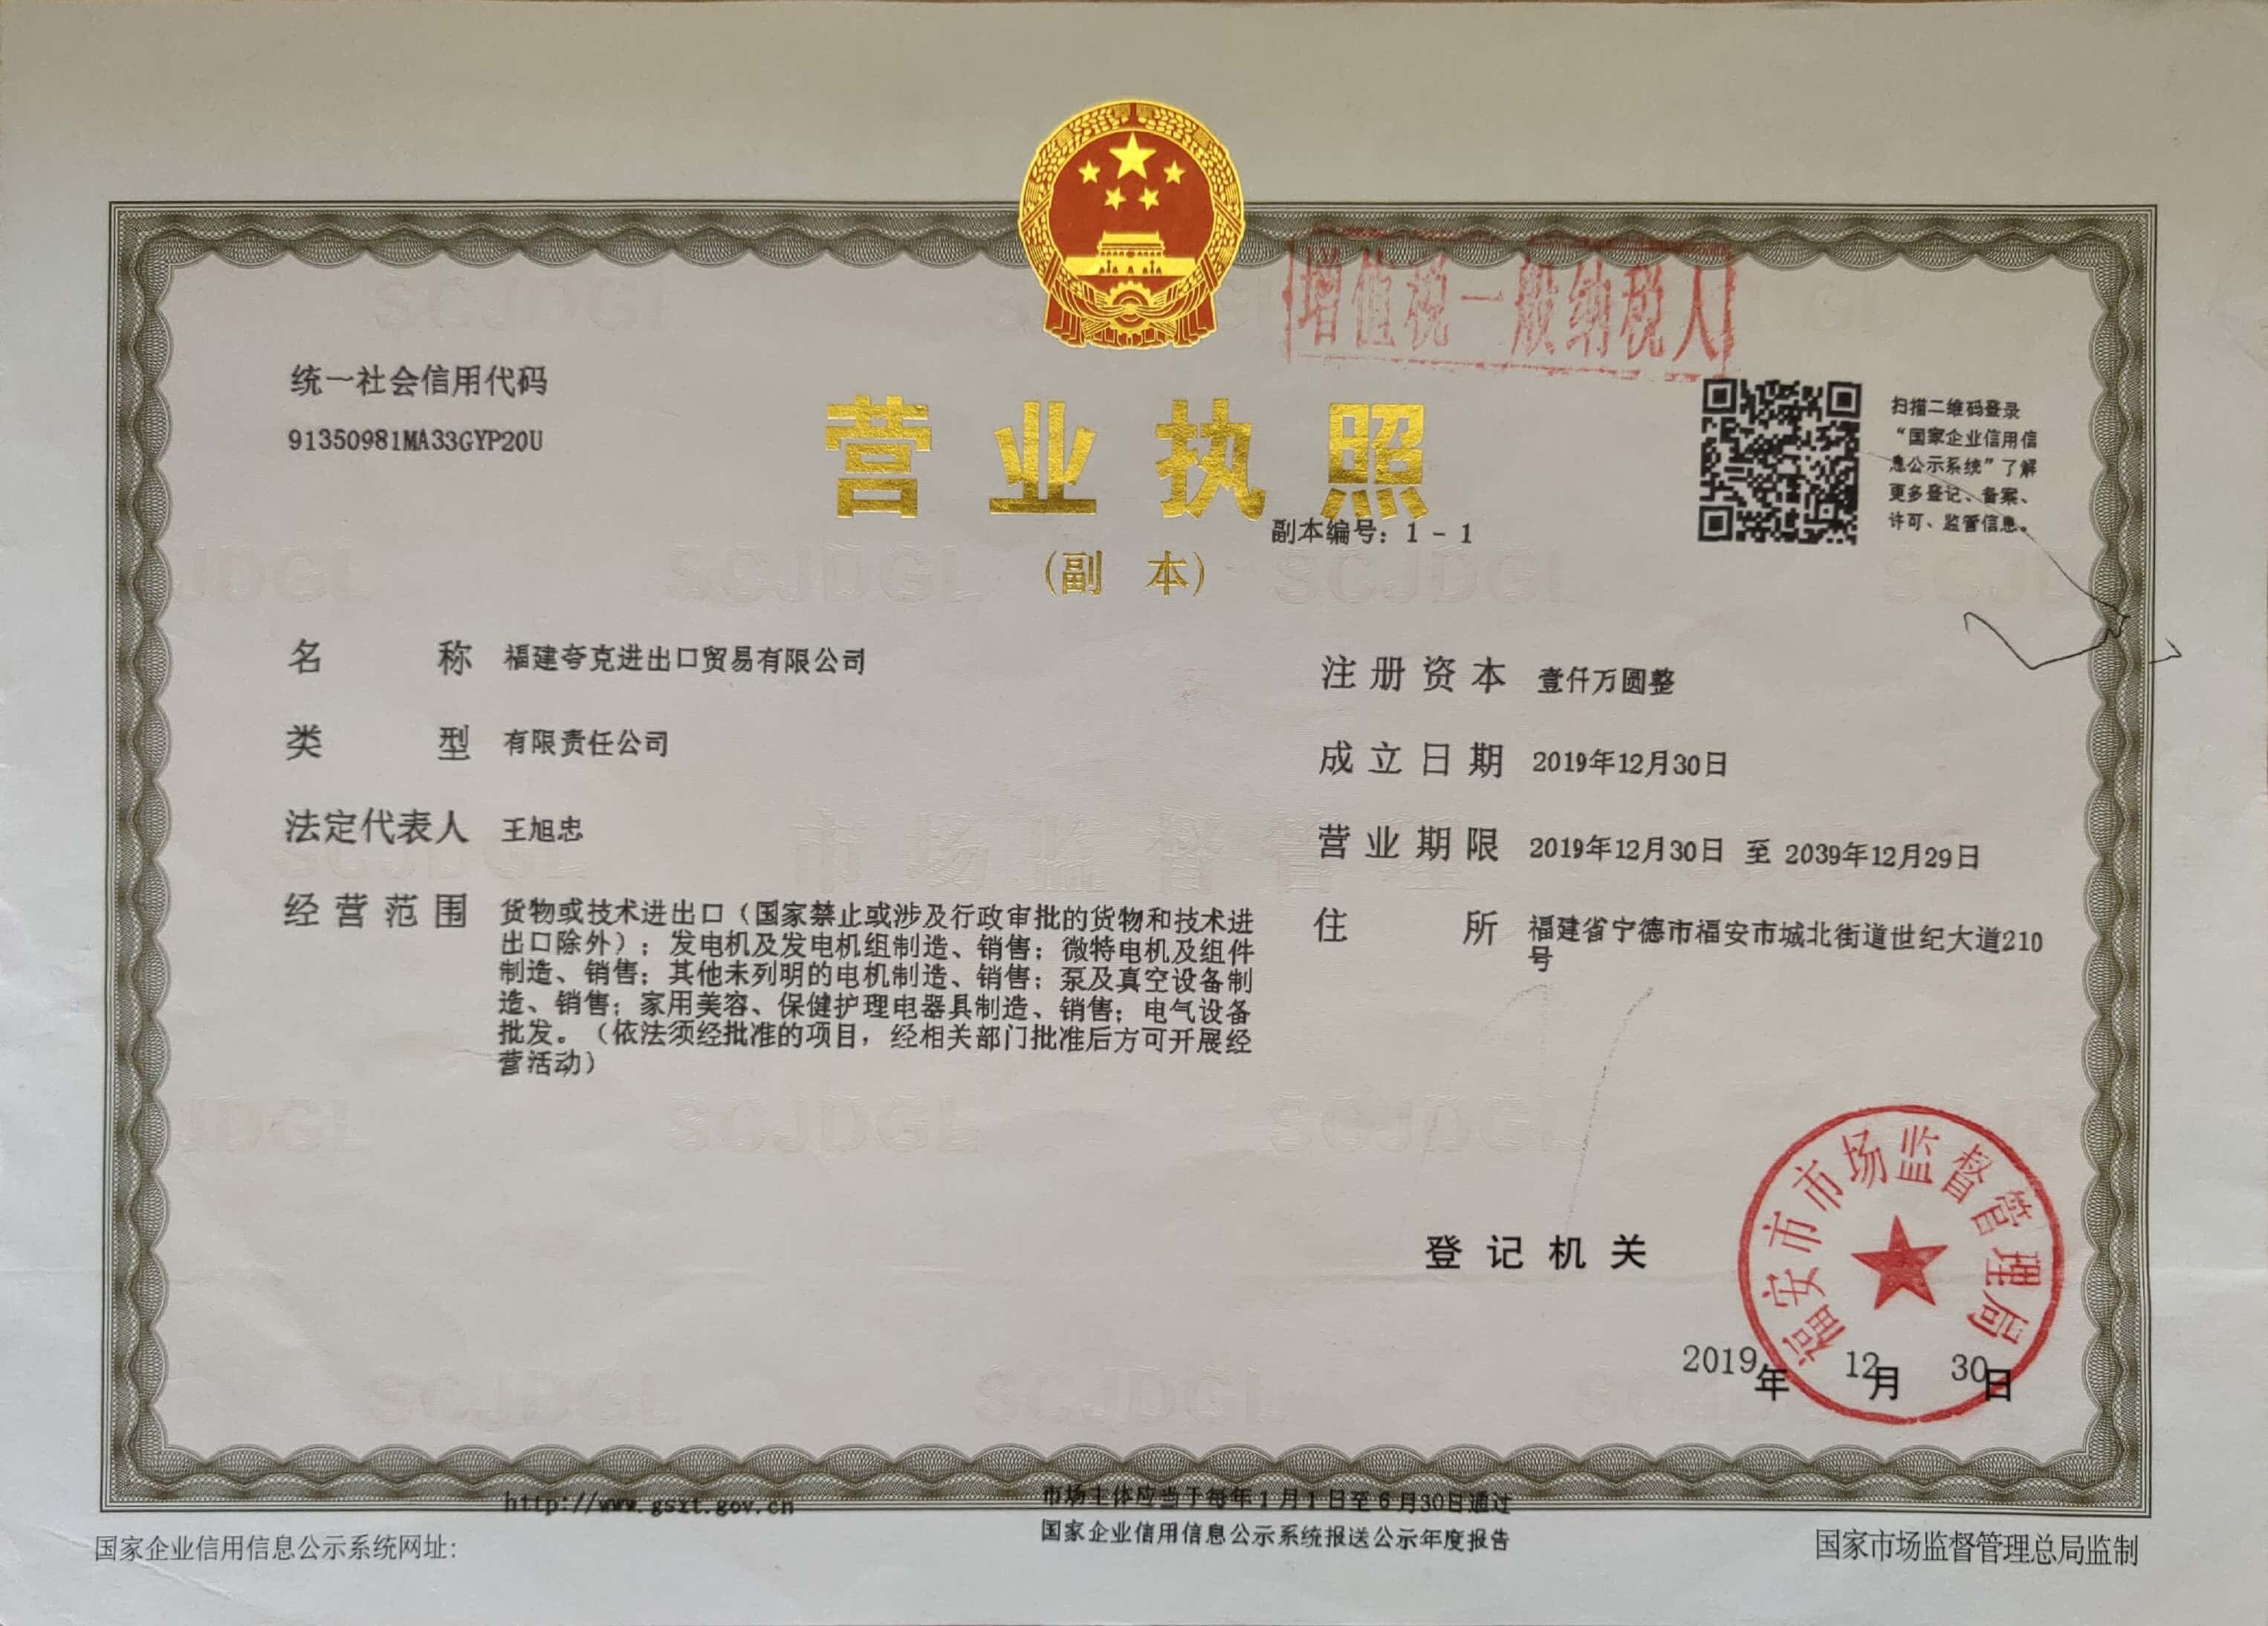 增值税一般纳税人
统一社会信用代码
91350981MA33GYP20U
营业执照
副本编号：1-1
(副 本)
扫描二维码登录
“国家企业信用信
息公示系统”了解
更多登记、备案、
许可、监管信息。
名称 福建夸克进出口贸易有限公司
类型 有限责任公司
法定代表人 王旭忠
经营范围 货物或技术进出口（国家禁止或涉及行政审批的货物和技术进
出口除外）；发电机及发电机组制造、销售；微特电机及组件
制造、销售；其他未列明的电机制造、销售；泵及真空设备制
造、销售；家用美容、保健护理电器具制造、销售；电气设备
批发。（依法须经批准的项目，经相关部门批准后方可开展经
营活动）
注册资本 壹仟万圆整
成立日期 2019年12月30日
营业期限 2019年12月30日 至 2039年12月29日
住所 福建省宁德市福安市城北街道世纪大道210
号
市场监督管理
SCJDGL
登记机关
福安市市场监督管理局
2019年 12月 30日
http://www.gsxt.gov.cn
国家企业信用信息公示系统网址：
市场主体应当于每年1月1日至6月30日通过
国家企业信用信息公示系统报送公示年度报告
国家市场监督管理总局监制